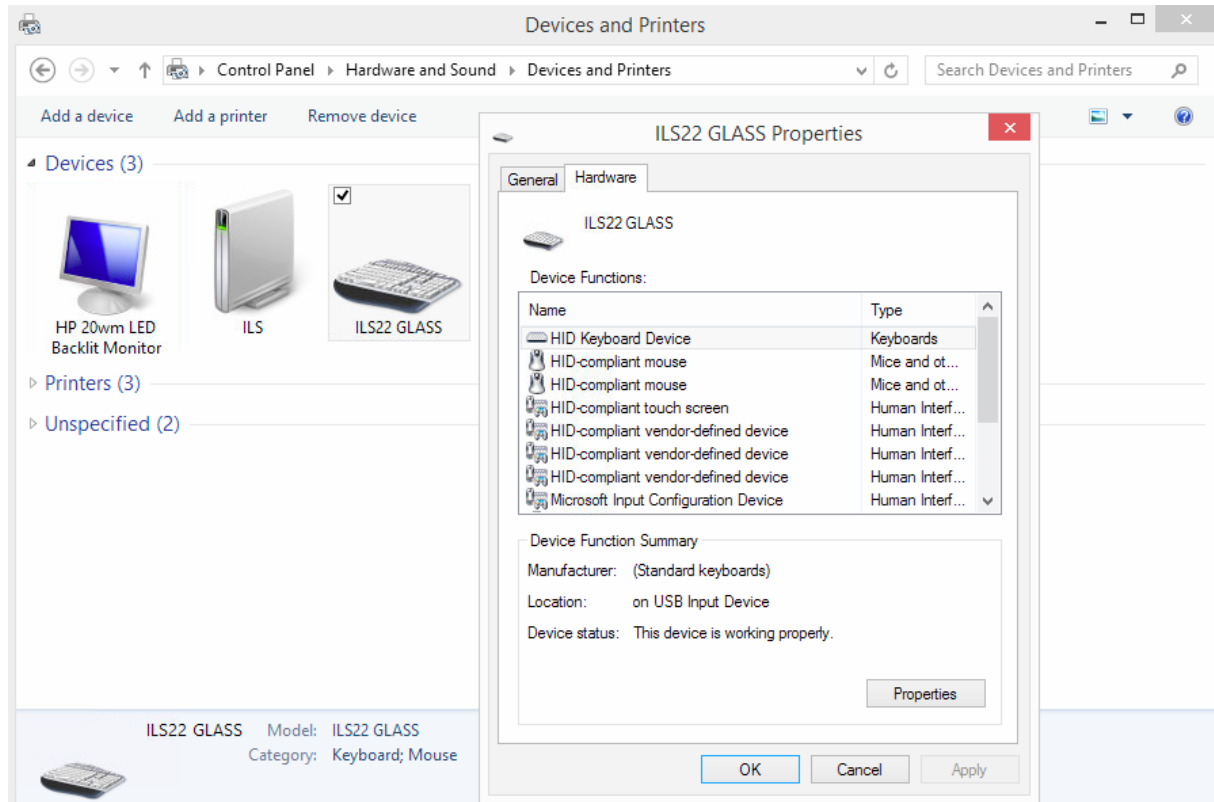 Devices and Printers
Control Panel Hardware and Sound Devices and Printers
Search Devices and Printers
Add a device Add a printer Remove device
Devices (3)
HP 20wm LED
Backlit Monitor
ILS
ILS22 GLASS
Printers (3)
Unspecified (2)
ILS22 GLASS Properties
General Hardware
ILS22 GLASS
Device Functions:
Name Type
HID Keyboard Device Keyboards
HID-compliant mouse Mice and ot...
HID-compliant mouse Mice and ot...
HID-compliant touch screen Human Interf...
HID-compliant vendor-defined device Human Interf...
HID-compliant vendor-defined device Human Interf...
HID-compliant vendor-defined device Human Interf...
Microsoft Input Configuration Device Human Interf...
Device Function Summary
Manufacturer: (Standard keyboards)
Location: on USB Input Device
Device status: This device is working properly.
Properties
OK Cancel Apply
ILS22 GLASS Model: ILS22 GLASS
Category: Keyboard; Mouse